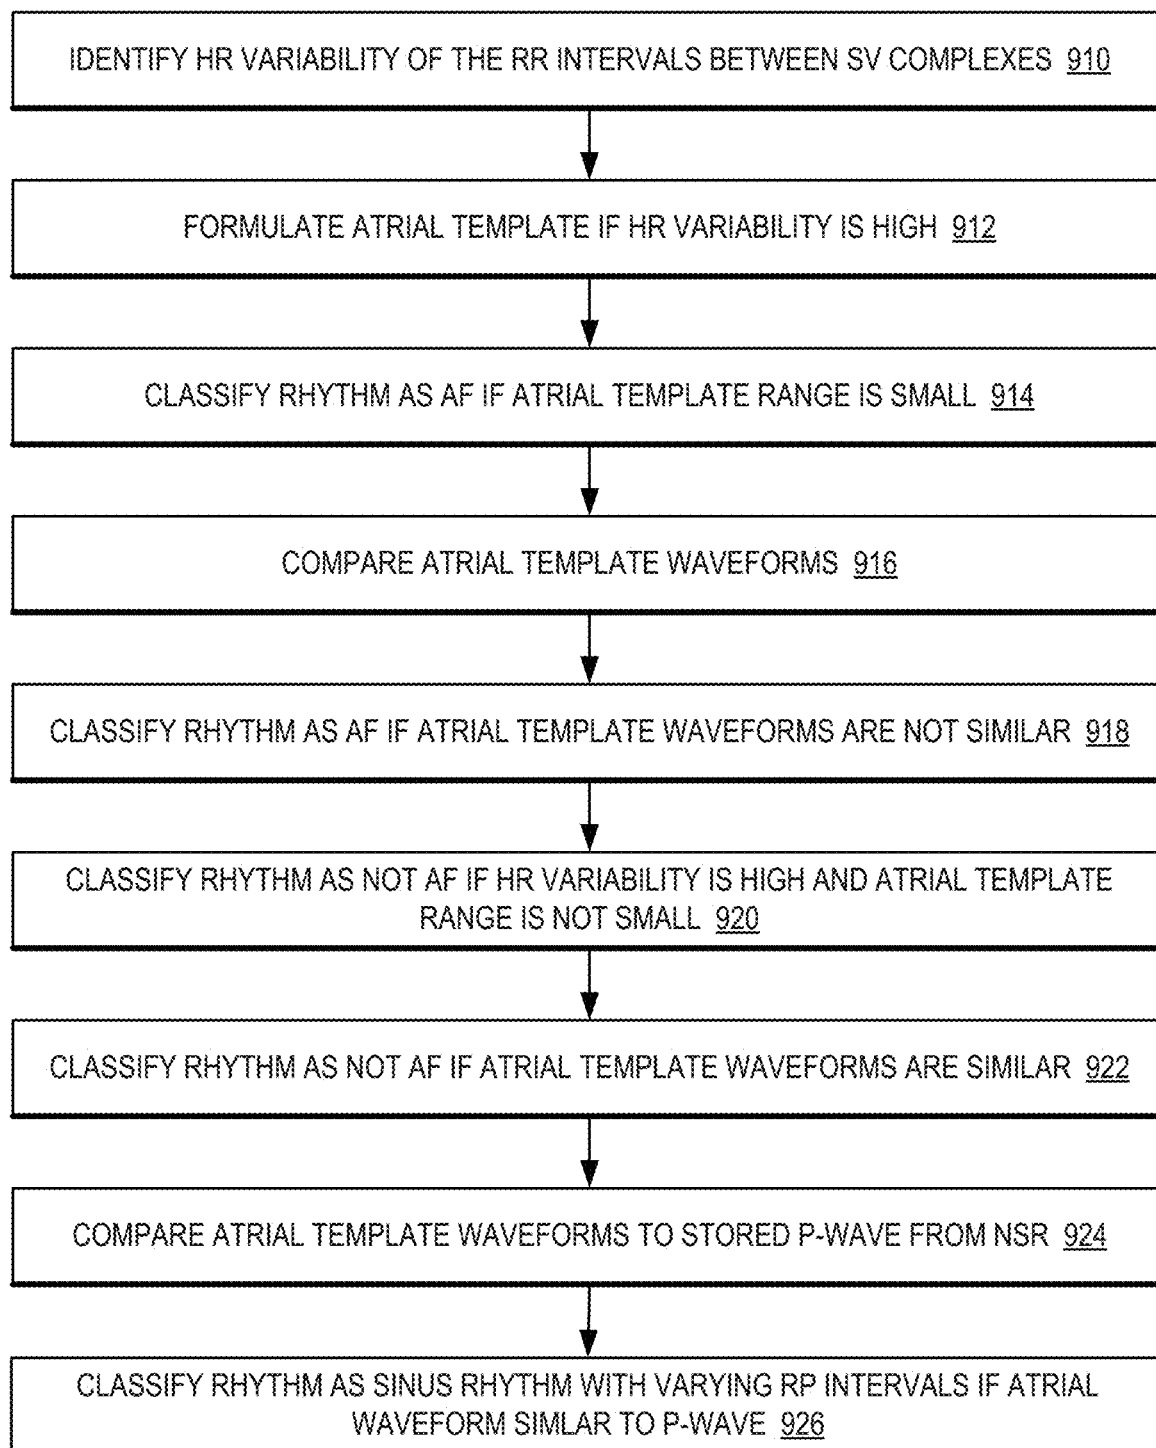 IDENTIFY HR VARIABILITY OF THE RR INTERVALS BETWEEN SV COMPLEXES 910
FORMULATE ATRIAL TEMPLATE IF HR VARIABILITY IS HIGH 912
CLASSIFY RHYTHM AS AF IF ATRIAL TEMPLATE RANGE IS SMALL 914
COMPARE ATRIAL TEMPLATE WAVEFORMS 916
CLASSIFY RHYTHM AS AF IF ATRIAL TEMPLATE WAVEFORMS ARE NOT SIMILAR 918
CLASSIFY RHYTHM AS NOT AF IF HR VARIABILITY IS HIGH AND ATRIAL TEMPLATE
RANGE IS NOT SMALL 920
CLASSIFY RHYTHM AS NOT AF IF ATRIAL TEMPLATE WAVEFORMS ARE SIMILAR 922
COMPARE ATRIAL TEMPLATE WAVEFORMS TO STORED P-WAVE FROM NSR 924
CLASSIFY RHYTHM AS SINUS RHYTHM WITH VARYING RP INTERVALS IF ATRIAL
WAVEFORM SIMLAR TO P-WAVE 926